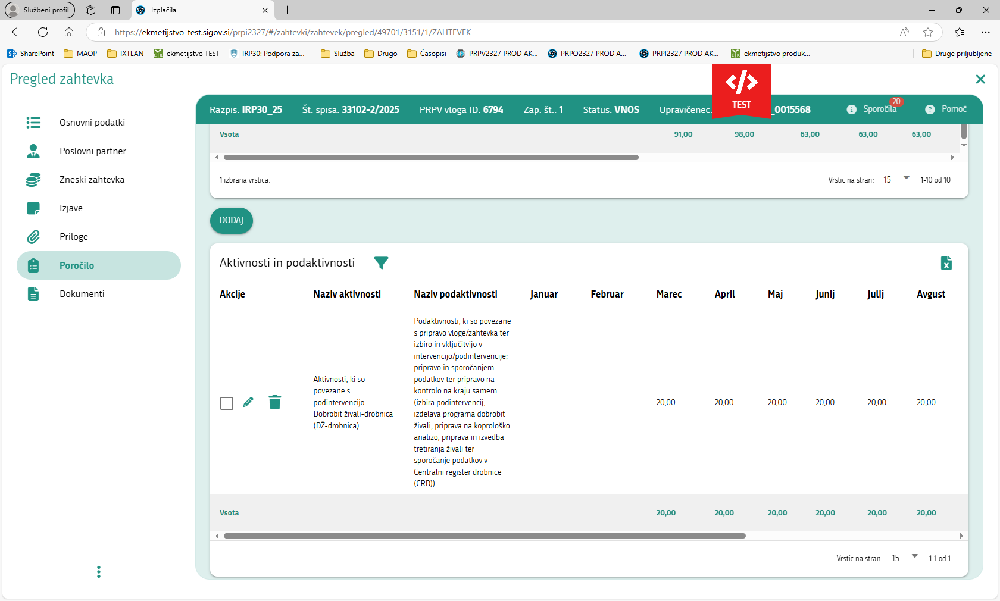 Službeni profil
Izplačila
https://ekmetijstvo-test.sigov.si/prpi2327/#/zahtevki/zahtevek/pregled/49701/3151/1/ZAHTEVEK
SharePoint MAOP IXTLAN ekmetijstvo TEST IRP30: Podpora za... Služba Drugo Časopisi PRPV2327 PROD AK... PRPO2327 PROD A... PRPI2327 PROD AK... ekmetijstvo produk... Druge priljubljene
Pregled zahtevka
TEST
Razpis: IRP30_25 Št. spisa: 33102-2/2025 PRPV vloga ID: 6794 Zap. št.: 1 Status: VNOS Upravičenec: _0015568 Sporočila 20 Pomoč
Osnovni podatki
Poslovni partner
Zneski zahtevka
Izjave
Priloge
Poročilo
Dokumenti
Vsota 91,00 98,00 63,00 63,00 63,00
1 izbrana vrstica. Vrstic na stran: 15 1-10 od 10
DODAJ
Aktivnosti in podaktivnosti
Akcije Naziv aktivnosti Naziv podaktivnosti Januar Februar Marec April Maj Junij Julij Avgust
Aktivnosti, ki so
povezane s
podintervencijo
Dobrobit živali-drobnica
(DŽ-drobnica)
Podaktivnosti, ki so povezane
s pripravo vloge/zahtevka ter
izbiro in vključitvijo v
intervencijo/podintervencije;
pripravo in sporočanjem
podatkov ter pripravo na
kontrolo na kraju samem
(izbira podintervencij,
izdelava programa dobrobit
živali, priprava na koprološko
analizo, priprava in izvedba
tretiranja živali ter
sporočanje podatkov v
Centralni register drobnice
(CRD))
20,00 20,00 20,00 20,00 20,00 20,00
Vsota 20,00 20,00 20,00 20,00 20,00 20,00
Vrstic na stran: 15 1-1 od 1